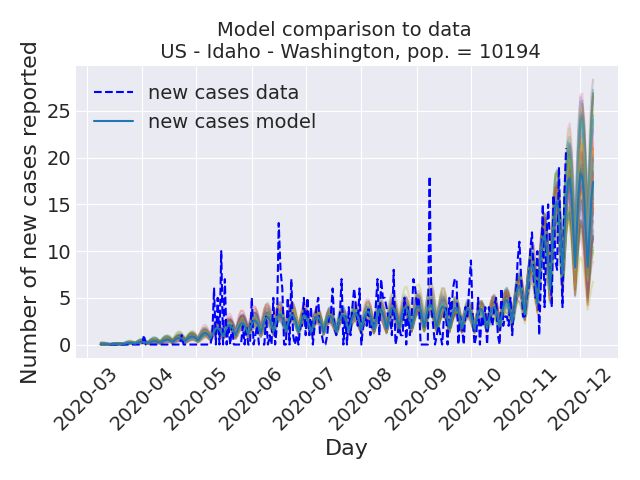 Model comparison to data
US - Idaho - Washington, pop. = 10194
Number of new cases reported
new cases data
new cases model
25
20
15
10
5
0
2020-03
2020-04
2020-05
2020-06
2020-07
2020-08
2020-09
2020-10
2020-11
2020-12
Day